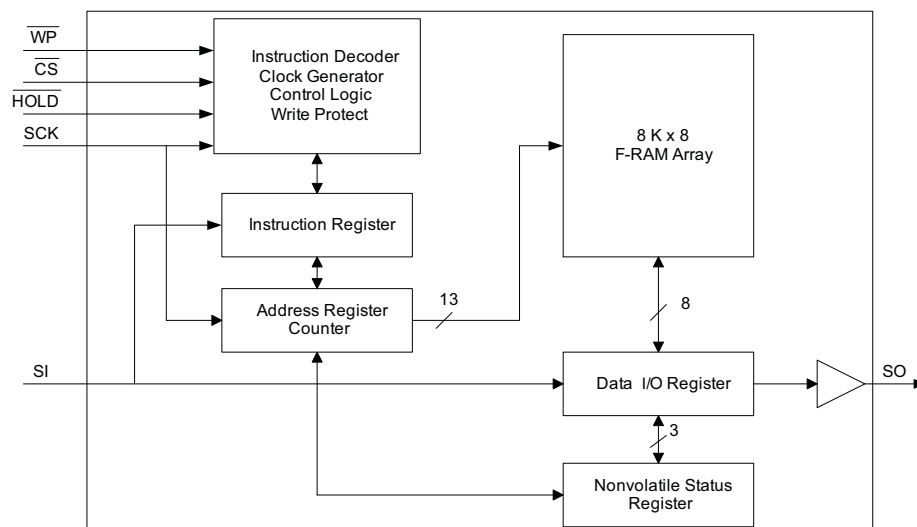 WP
CS
HOLD
SCK
Instruction Decoder
Clock Generator
Control Logic
Write Protect
8 K x 8
F-RAM Array
Instruction Register
Address Register
Counter
13
8
SI
Data I/O Register
SO
3
Nonvolatile Status
Register